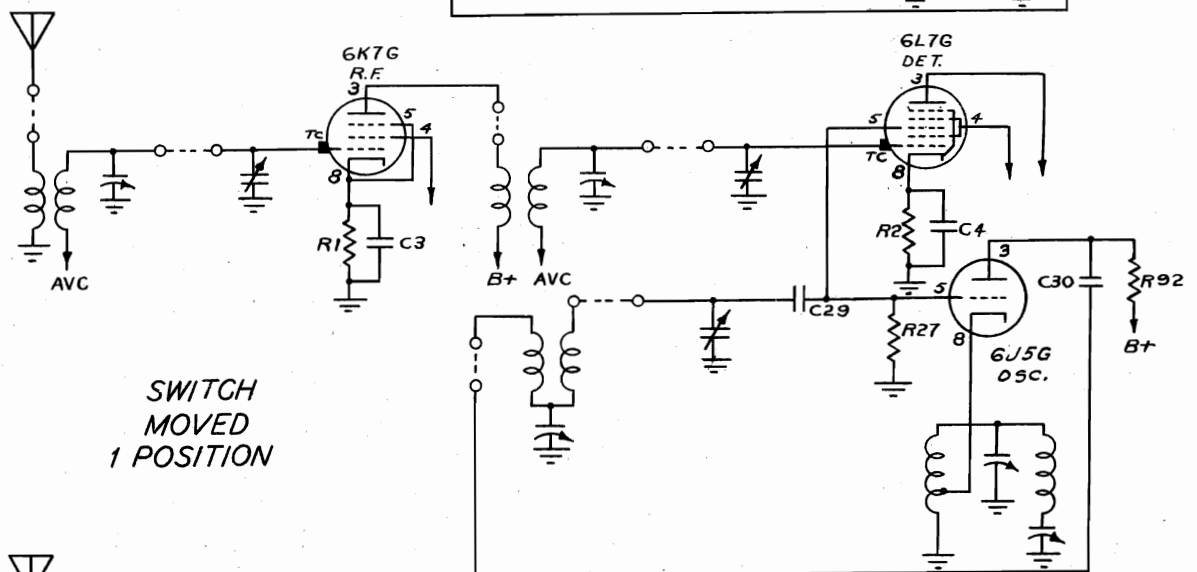 6K7G
R.F.
3
5
4
TC
8
R1
C3
AVC
B+
AVC
6L7G
DET.
3
5
4
TC
8
R2
C4
3
C30
R92
5
C29
R27
8
B+
6J5G
OSC.
SWITCH
MOVED
1 POSITION